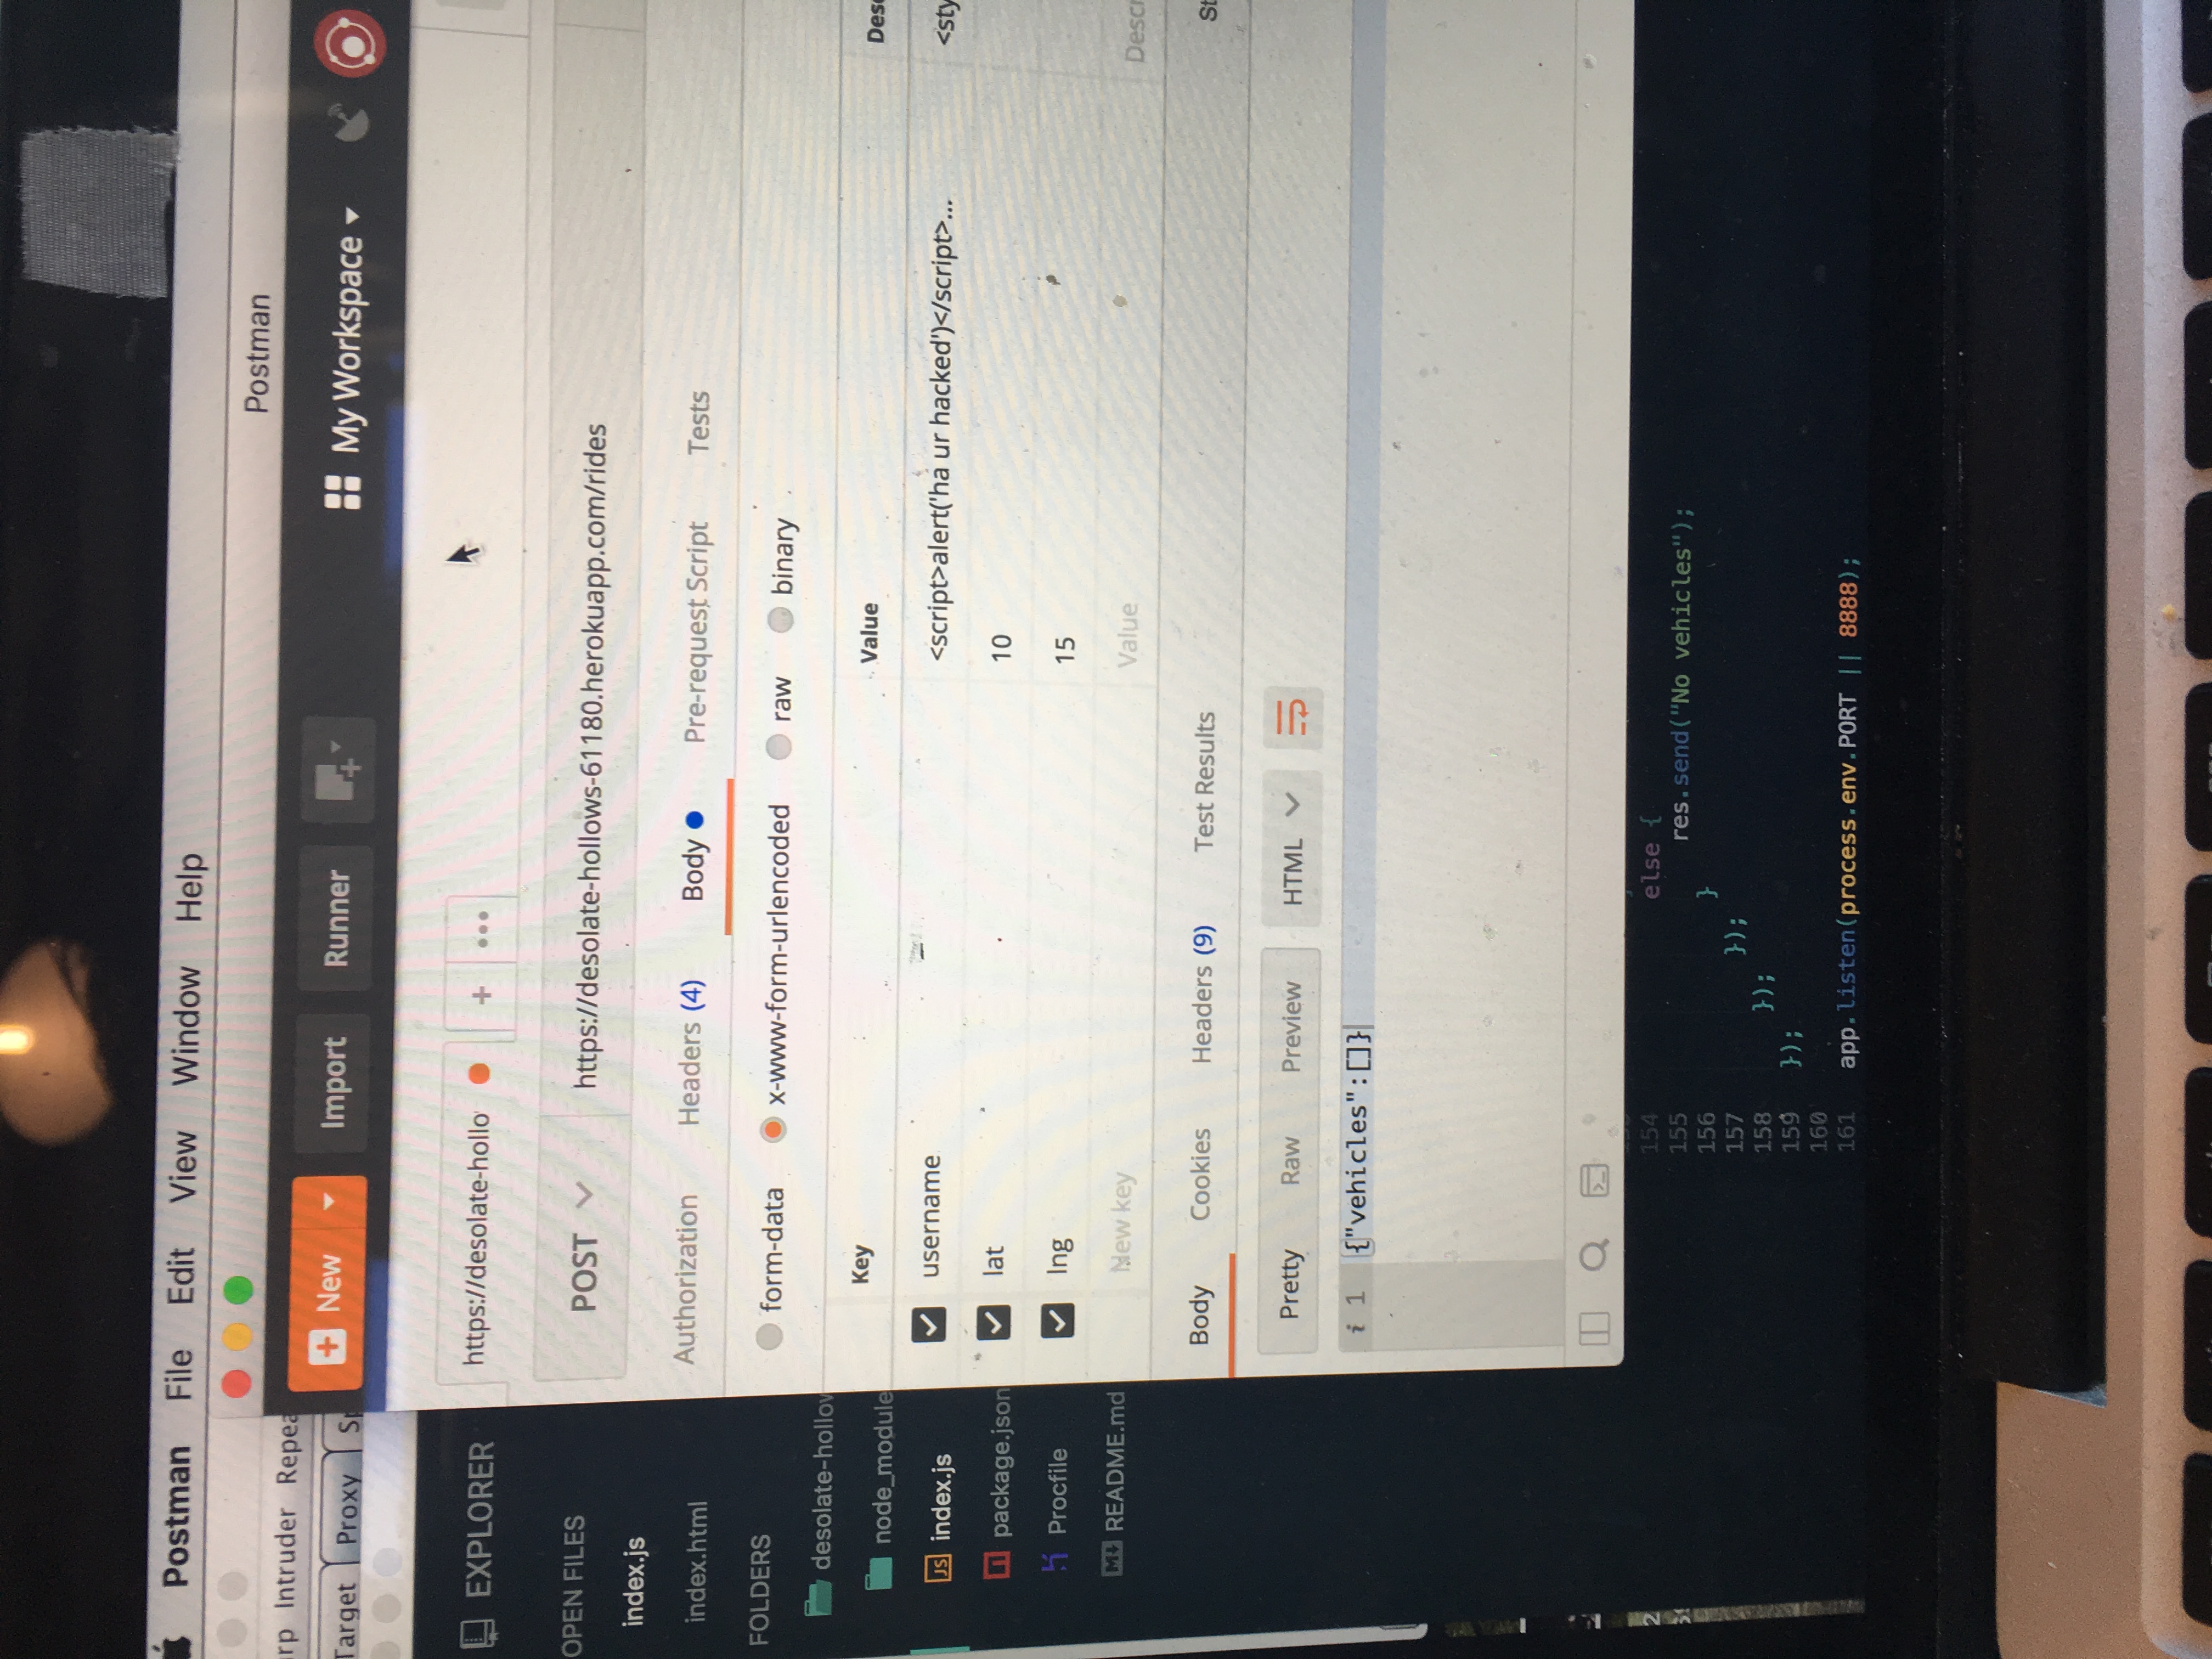 Postman File Edit View Window Help
Postman
Intruder
New Import Runner My Workspace
Target Proxy
https://desolate-hollo
+ •••
EXPLORER
OPEN FILES
index.js
index.html
FOLDERS
desolate-hollow
node_module
JS index.js
package.json
Procfile
README.md
POST https://desolate-hollows-61180.herokuapp.com/rides
Authorization Headers (4) Body Pre-request Script Tests
form-data x-www-form-urlencoded raw binary
Key Value
username <script>alert('ha ur hacked')</script>... <sty
lat 10
lng 15
New key Value
Body Cookies Headers (9) Test Results
Pretty Raw Preview HTML
i 1 {"vehicles":[]}
154 else {
155 res.send("No vehicles");
156 }
157 });
158 });
159 });
160
161 app.listen(process.env.PORT || 8888);